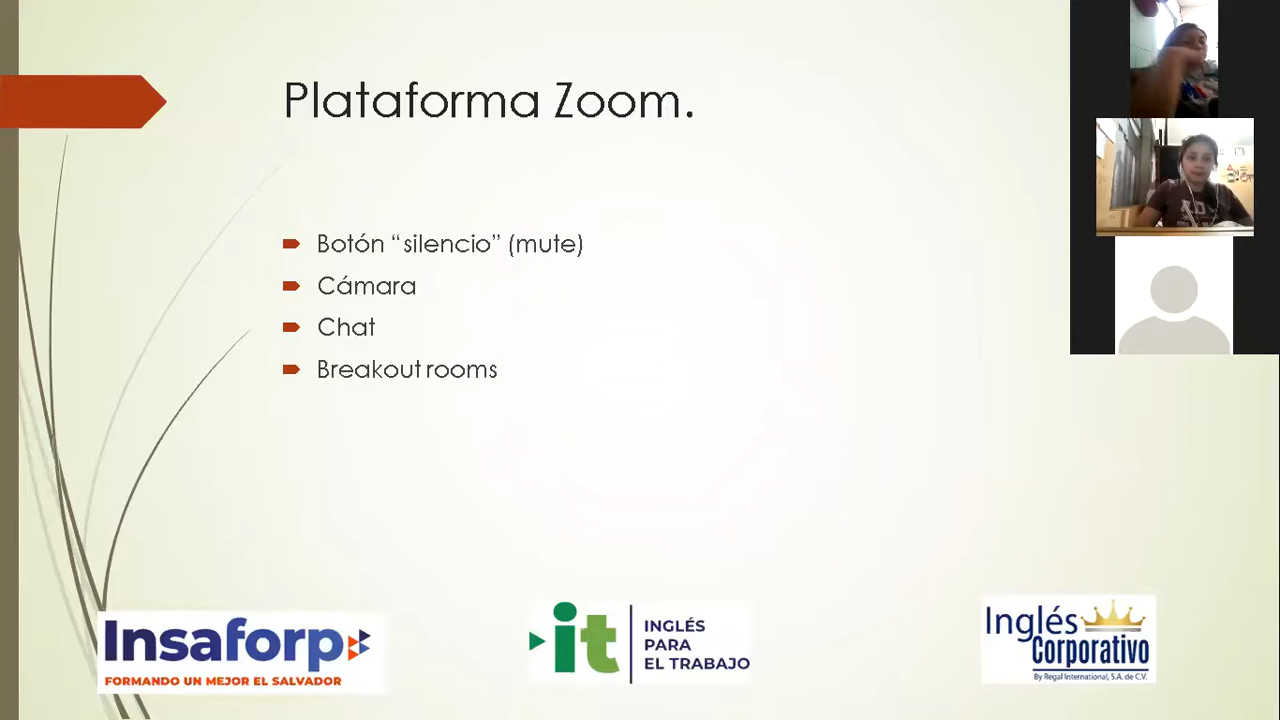 Plataforma Zoom.
Botón “silencio” (mute)
Cámara
Chat
Breakout rooms
Insaforp
FORMANDO UN MEJOR EL SALVADOR
it
INGLÉS
PARA
EL TRABAJO
Inglés
Corporativo
By Regal International, S.A. de C.V.